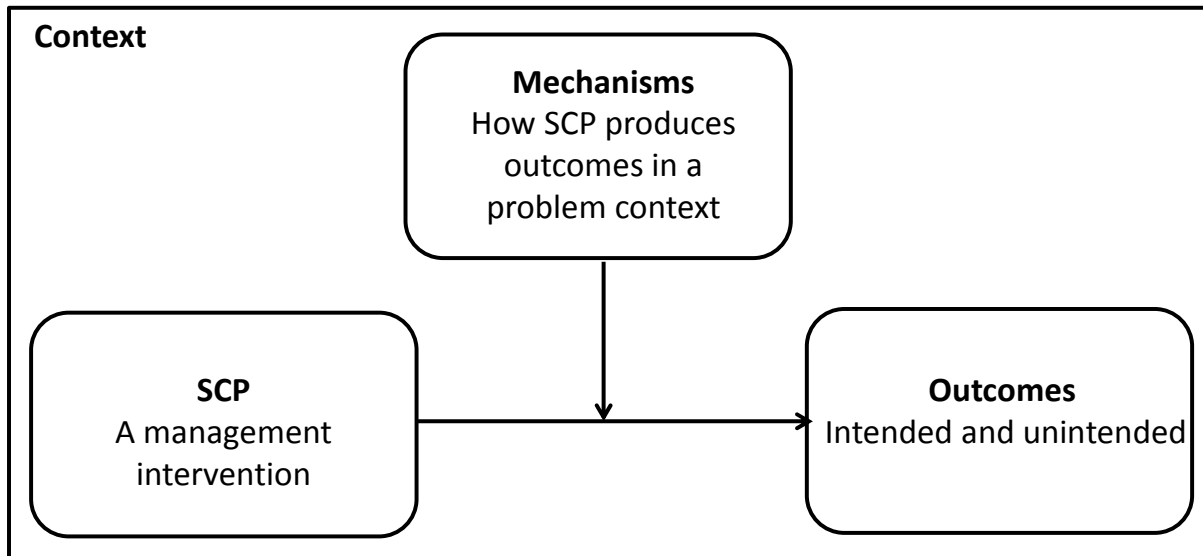 Context
Mechanisms
How SCP produces
outcomes in a
problem context
SCP
A management
intervention
Outcomes
Intended and unintended